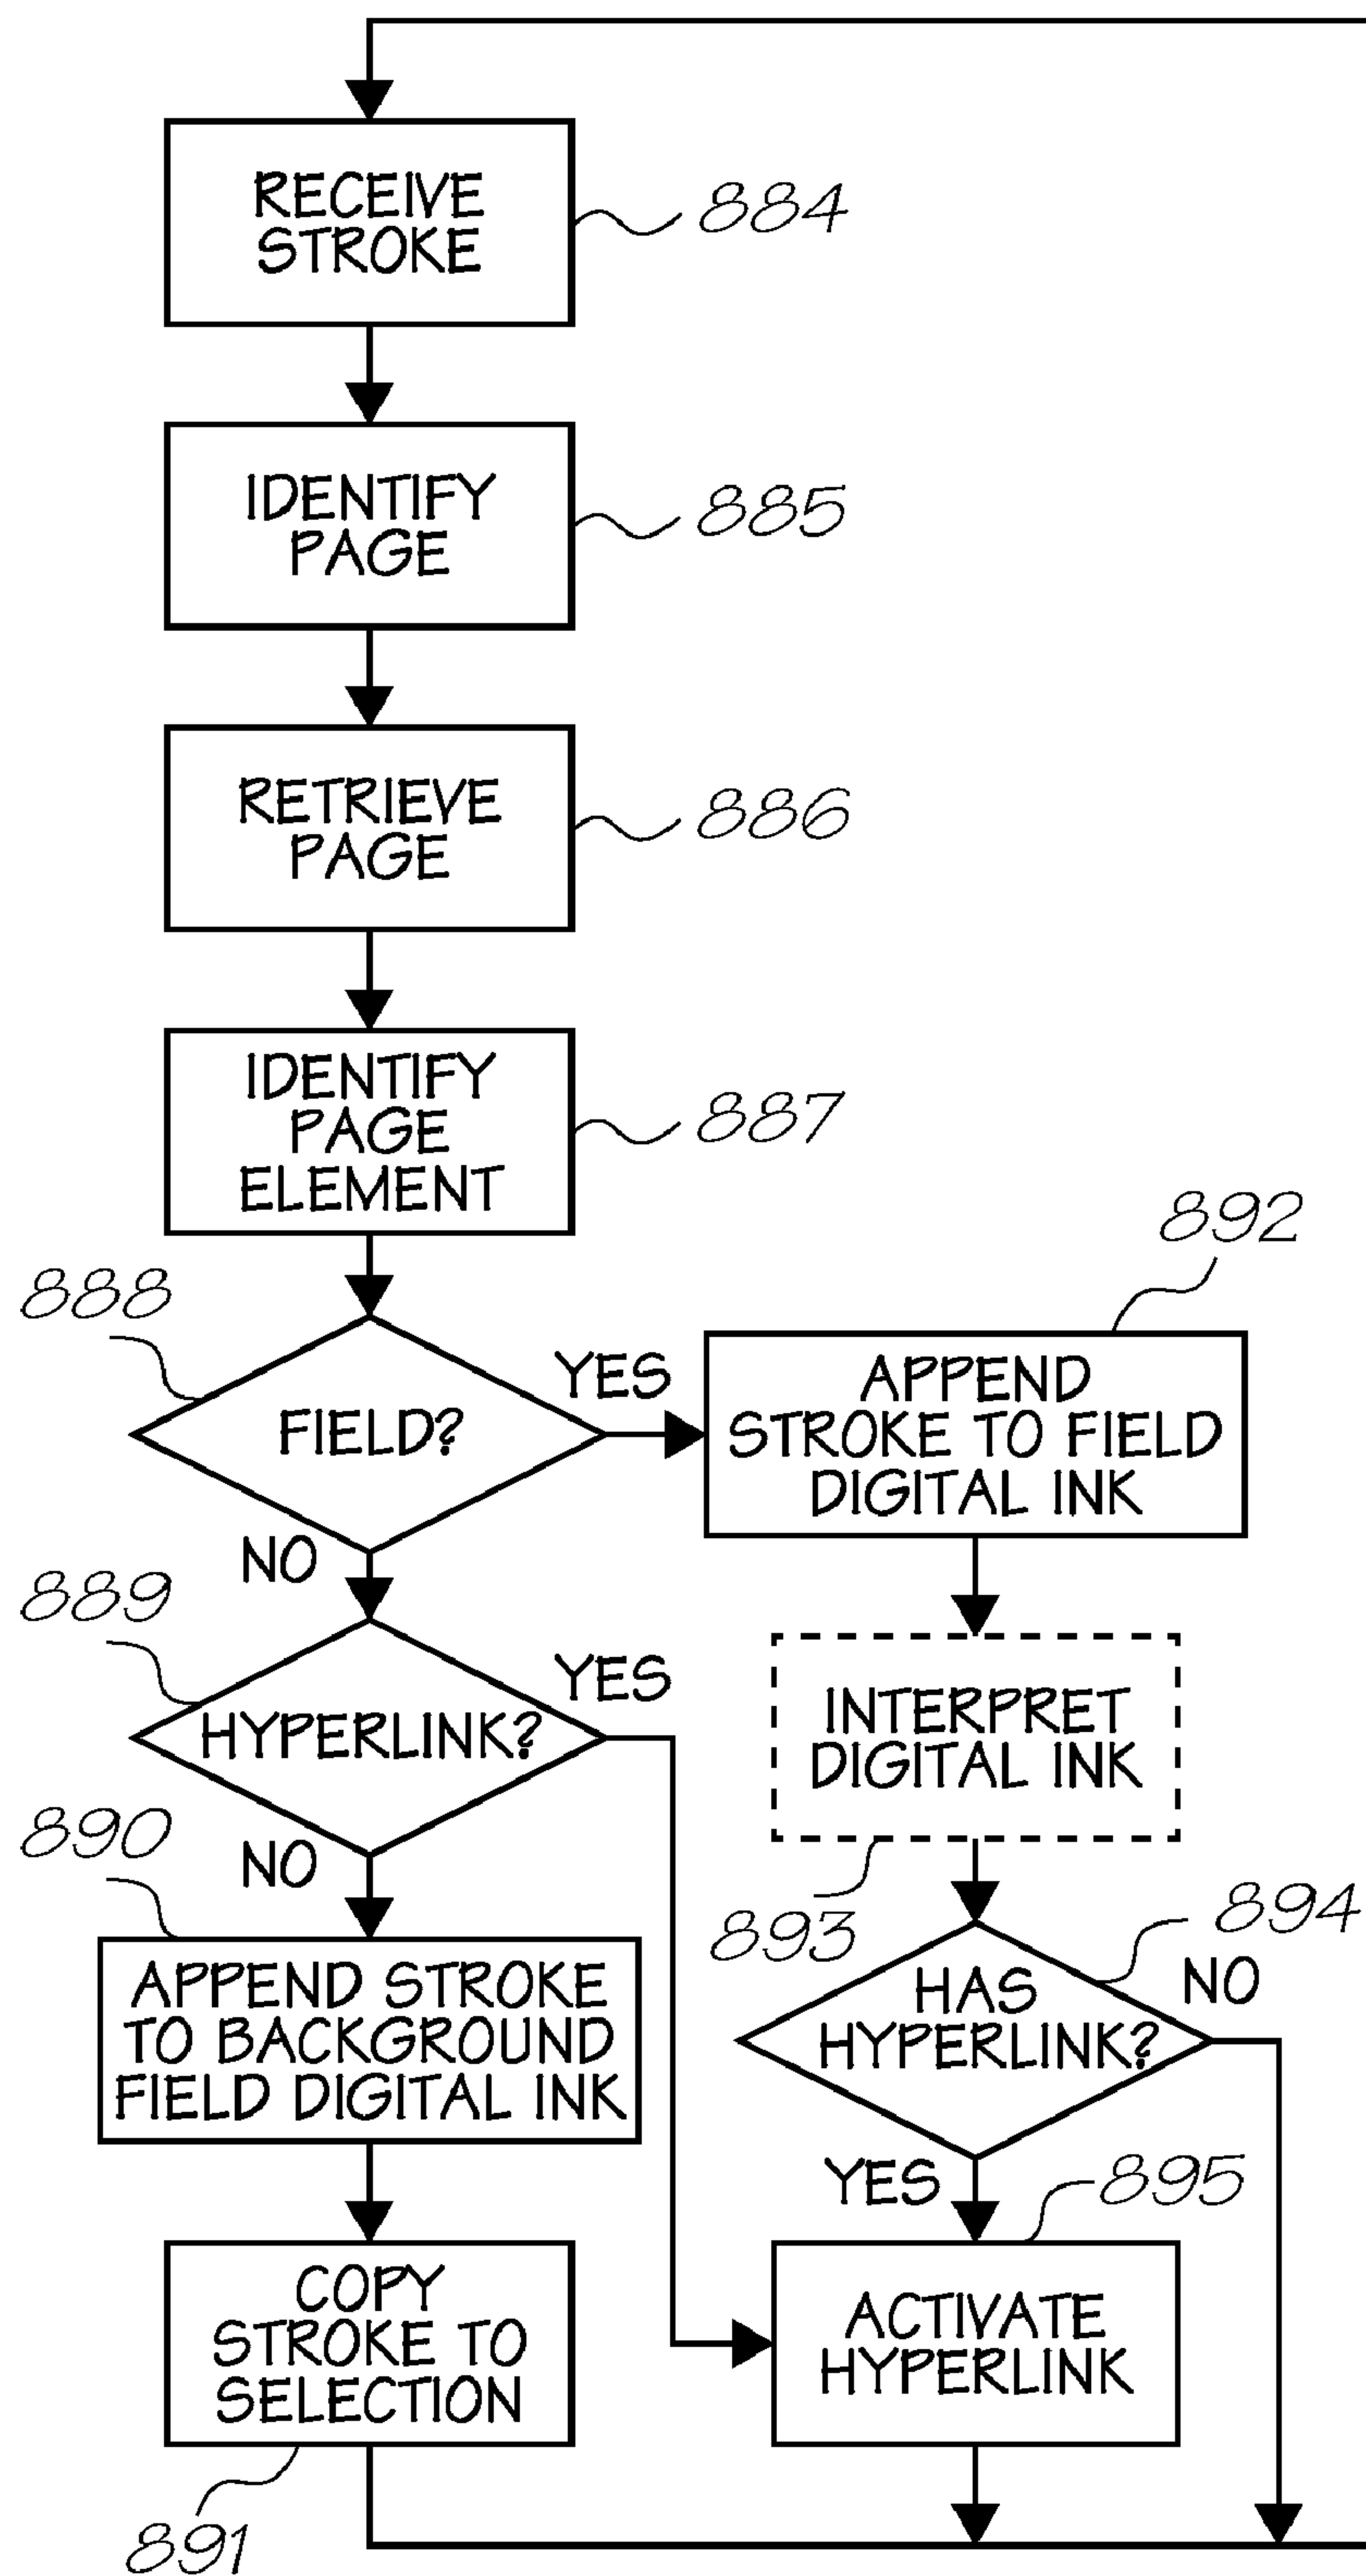 RECEIVE
STROKE
884
IDENTIFY
PAGE
885
RETRIEVE
PAGE
886
IDENTIFY
PAGE
ELEMENT
887
888
FIELD?
YES
NO
892
APPEND
STROKE TO FIELD
DIGITAL INK
889
HYPERLINK?
YES
NO
INTERPRET
DIGITAL INK
893
890
APPEND STROKE
TO BACKGROUND
FIELD DIGITAL INK
894
HAS
HYPERLINK?
NO
YES
895
COPY
STROKE TO
SELECTION
891
ACTIVATE
HYPERLINK